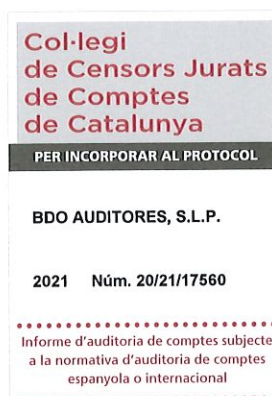 Col·legi
de Censors Jurats
de Comptes
de Catalunya
PER INCORPORAR AL PROTOCOL
BDO AUDITORES, S.L.P.
2021 Núm. 20/21/17560
Informe d'auditoria de comptes subjecte
a la normativa d'auditoria de comptes
espanyola o internacional